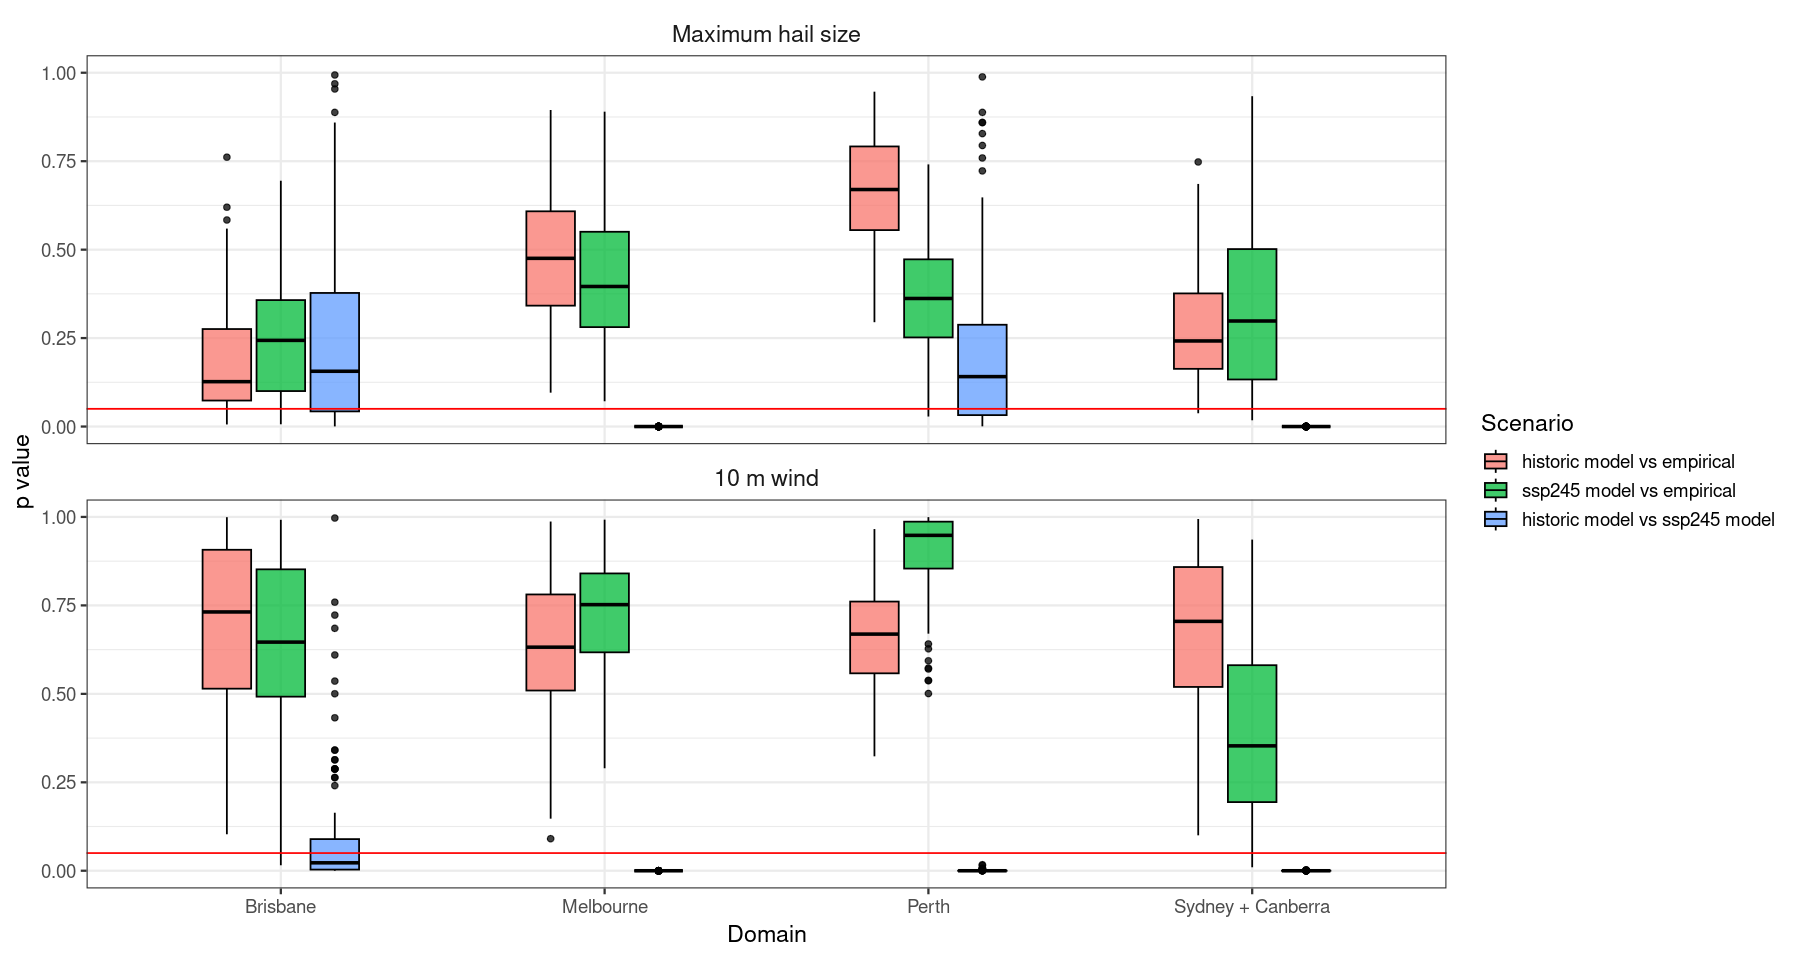 Maximum hail size
1.00
0.75
0.50
0.25
0.00
p value
10 m wind
1.00
0.75
0.50
0.25
0.00
Brisbane
Melbourne
Perth
Sydney + Canberra
Domain
Scenario
historic model vs empirical
ssp245 model vs empirical
historic model vs ssp245 model